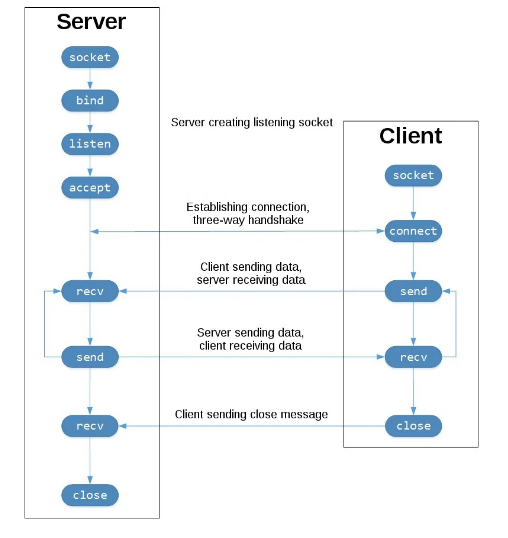 Server
socket
bind
listen
accept
recv
send
recv
close
Server creating listening socket
Establishing connection,
three-way handshake
Client sending data,
server receiving data
Server sending data,
client receiving data
Client sending close message
Client
socket
connect
send
recv
close